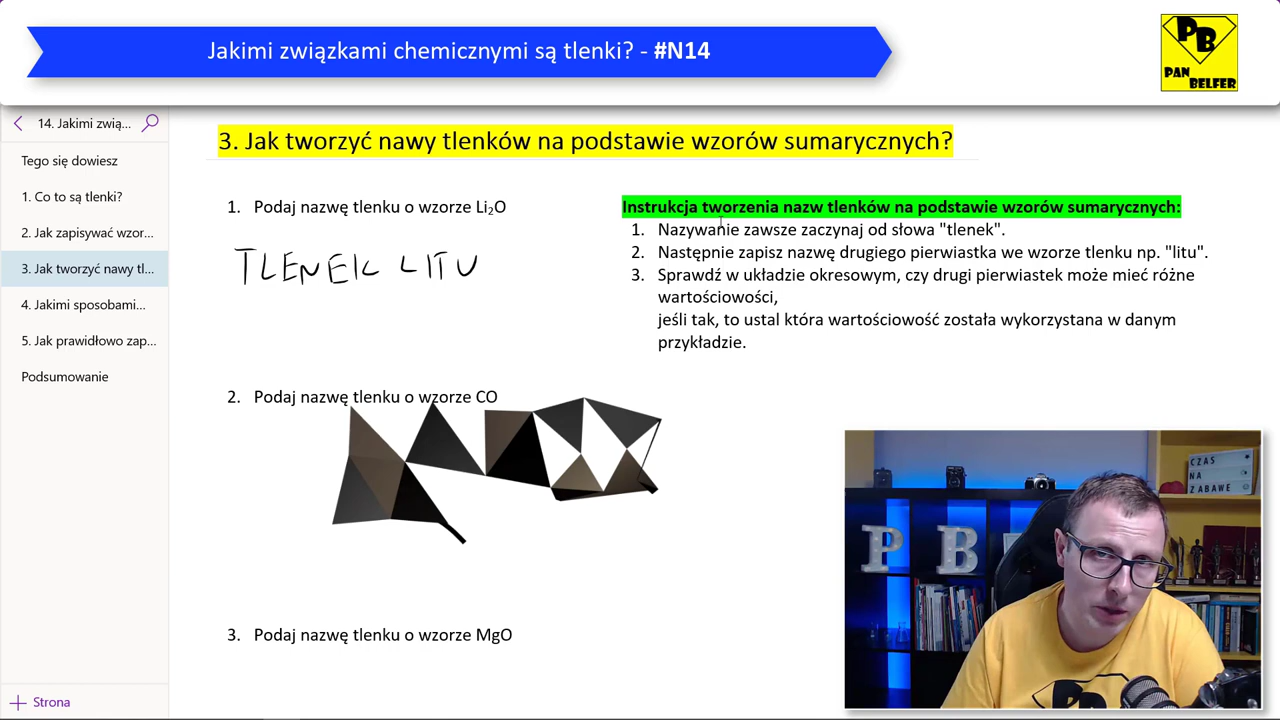 Jakimi związkami chemicznymi są tlenki? - #N14
PB
PAN
BELFER
14. Jakimi zwią...
Tego się dowiesz
1. Co to są tlenki?
2. Jak zapisywać wzor...
3. Jak tworzyć nawy tl...
4. Jakimi sposobami...
5. Jak prawidłowo zap...
Podsumowanie
Strona
3. Jak tworzyć nawy tlenków na podstawie wzorów sumarycznych?
1. Podaj nazwę tlenku o wzorze Li₂O
TLENEK LITU
2. Podaj nazwę tlenku o wzorze CO
3. Podaj nazwę tlenku o wzorze MgO
Instrukcja tworzenia nazw tlenków na podstawie wzorów sumarycznych:
1. Nazywanie zawsze zaczynaj od słowa "tlenek".
2. Następnie zapisz nazwę drugiego pierwiastka we wzorze tlenku np. "litu".
3. Sprawdź w układzie okresowym, czy drugi pierwiastek może mieć różne
wartościowości,
jeśli tak, to ustal która wartościowość została wykorzystana w danym
przykładzie.
CZAS
NA
ZABAWE
P B
PB